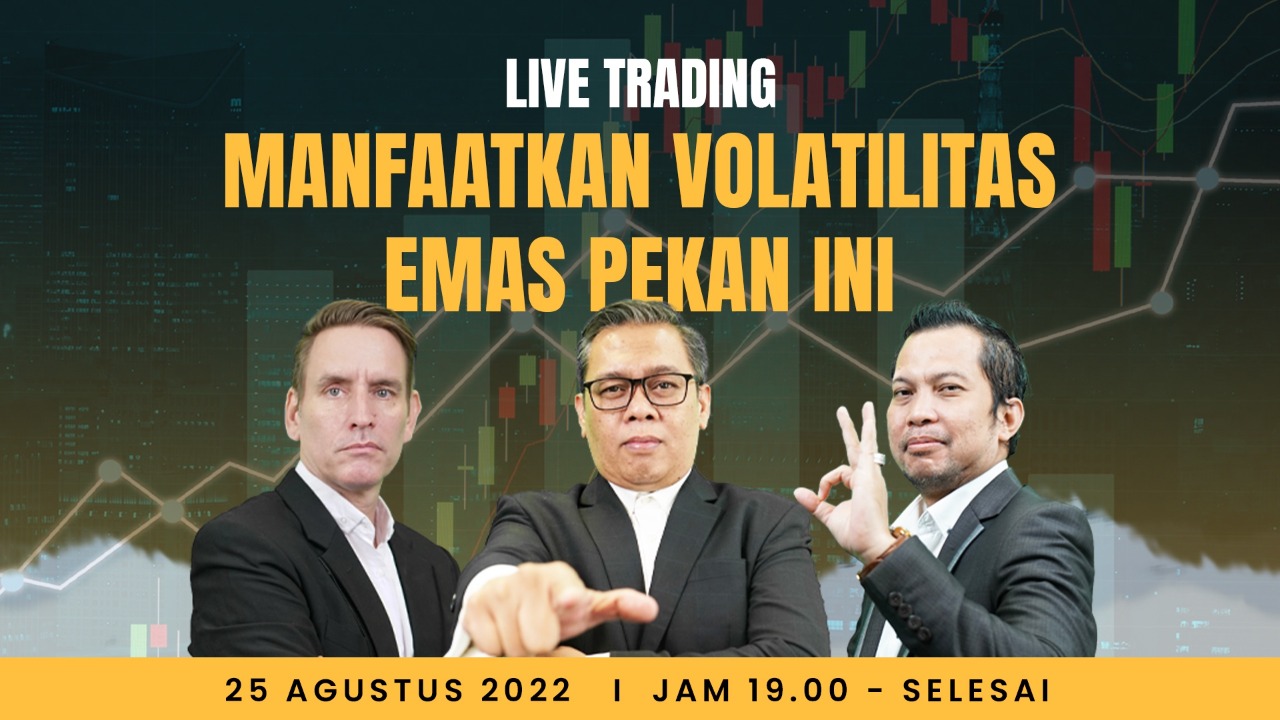 LIVE TRADING
MANFAATKAN VOLATILITAS
EMAS PEKAN INI
25 AGUSTUS 2022 | JAM 19.00 - SELESAI